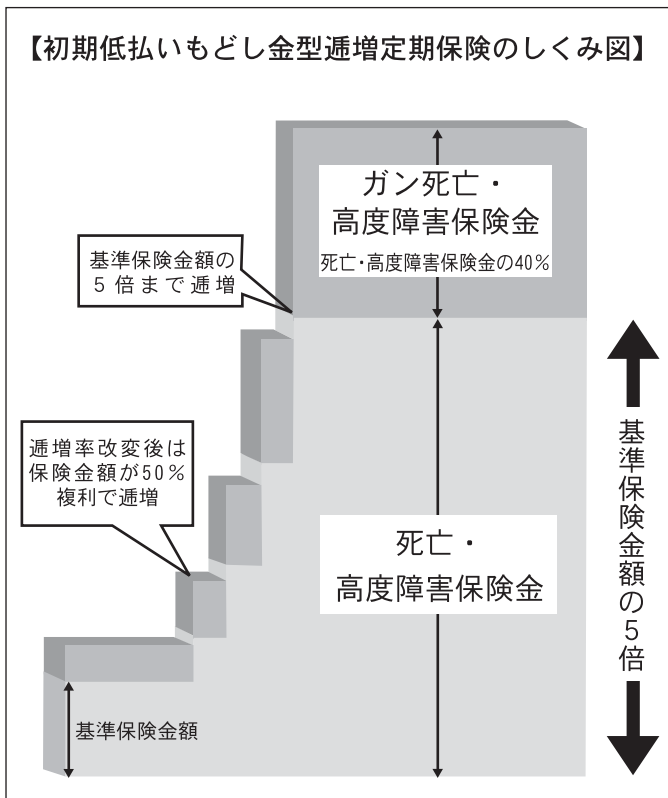 【初期低払いもどし金型逓増定期保険のしくみ図】
ガン死亡・
高度障害保険金
死亡・高度障害保険金の40％
基準保険金額の
5倍まで逓増
逓増率改変後は
保険金額が50％
複利で逓増
死亡・
高度障害保険金
基準保険金額の5倍
基準保険金額